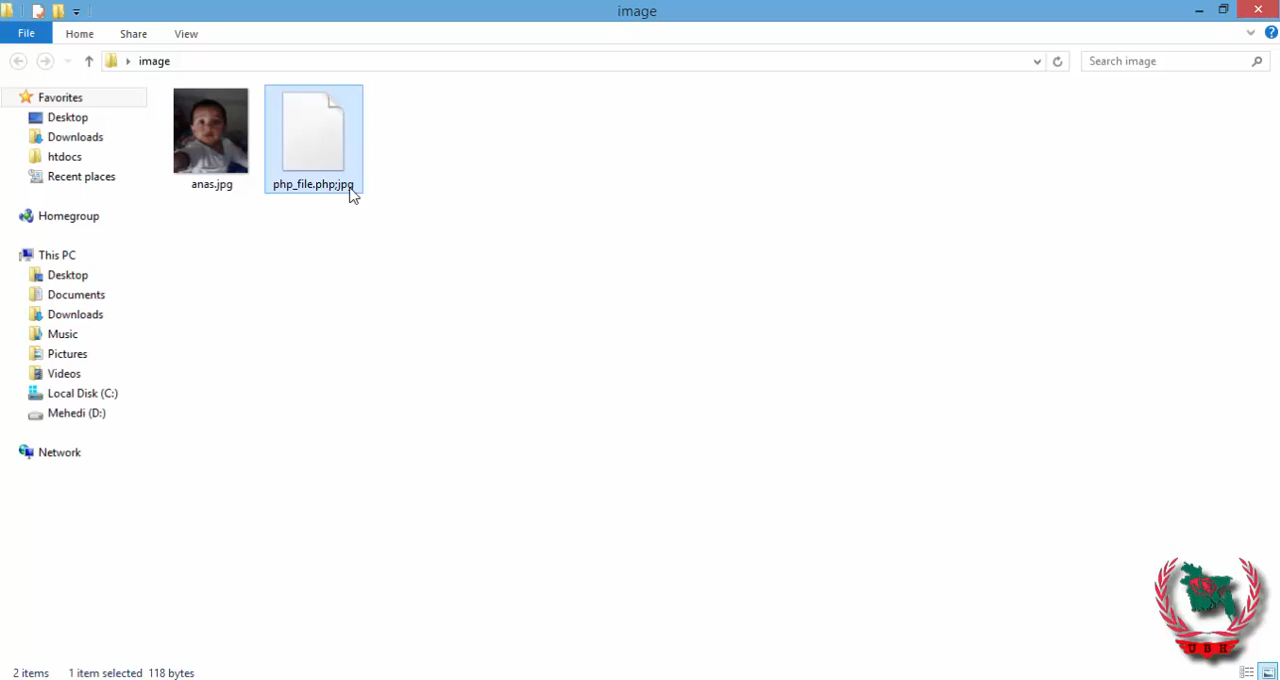 image
File
Home
Share
View
image
Search image
Favorites
Desktop
Downloads
htdocs
Recent places
Homegroup
This PC
Desktop
Documents
Downloads
Music
Pictures
Videos
Local Disk (C:)
Mehedi (D:)
Network
anas.jpg
php_file.php;jpg
2 items
1 item selected 118 bytes
U B H